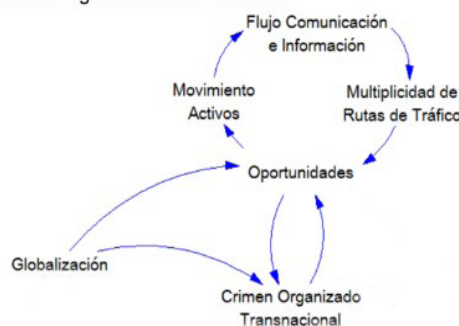 Flujo Comunicación
e Información
Movimiento
Activos
Multiplicidad de
Rutas de Tráfico
Oportunidades
Globalización
Crimen Organizado
Transnacional